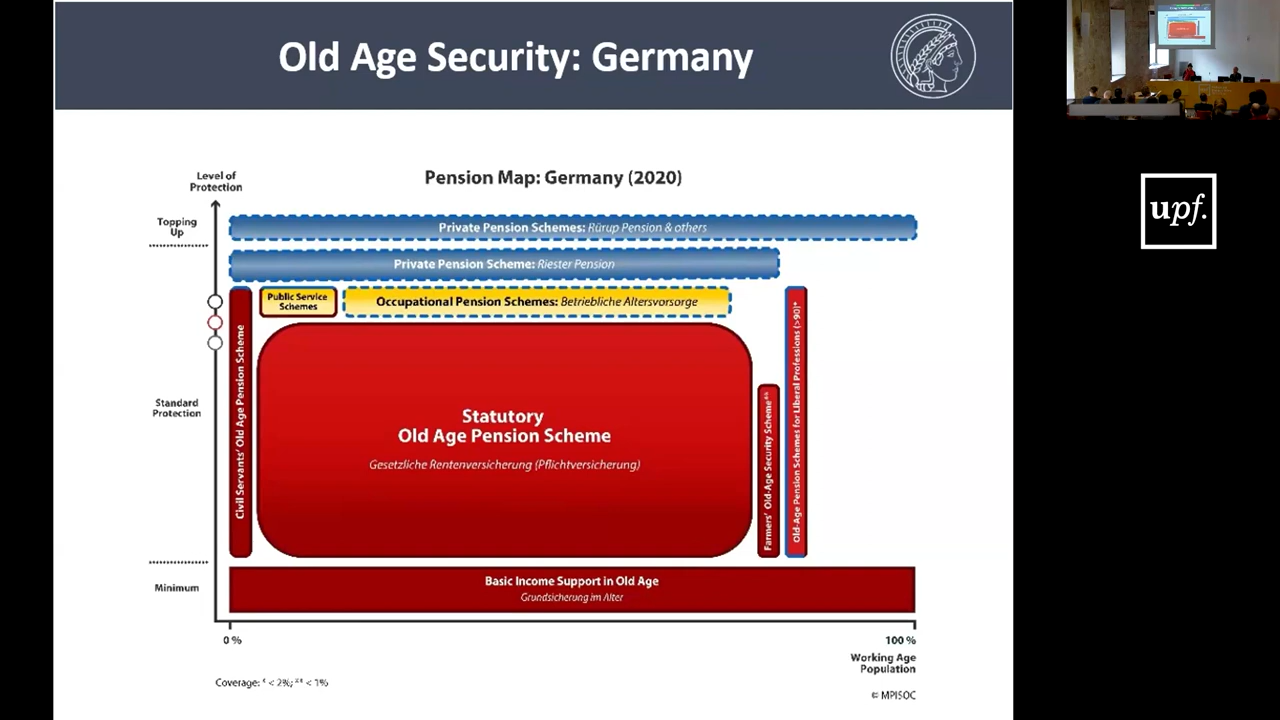 Old Age Security: Germany
Pension Map: Germany (2020)
Level of
Protection
Topping
Up
Private Pension Schemes: Rürup Pension & others
Private Pension Scheme: Riester Pension
Public Service
Schemes
Occupational Pension Schemes: Betriebliche Altersvorsorge
Civil Servants' Old Age Pension Scheme
Standard
Protection
Statutory
Old Age Pension Scheme
Gesetzliche Rentenversicherung (Pflichtversicherung)
Farmers' Old-Age Security Scheme**
Old-Age Pension Schemes for Liberal Professions (>90)*
Minimum
Basic Income Support in Old Age
Grundsicherung im Alter
0 %
100 %
Working Age
Population
Coverage: * < 2%; ** < 1%
© MPISOC
upf.